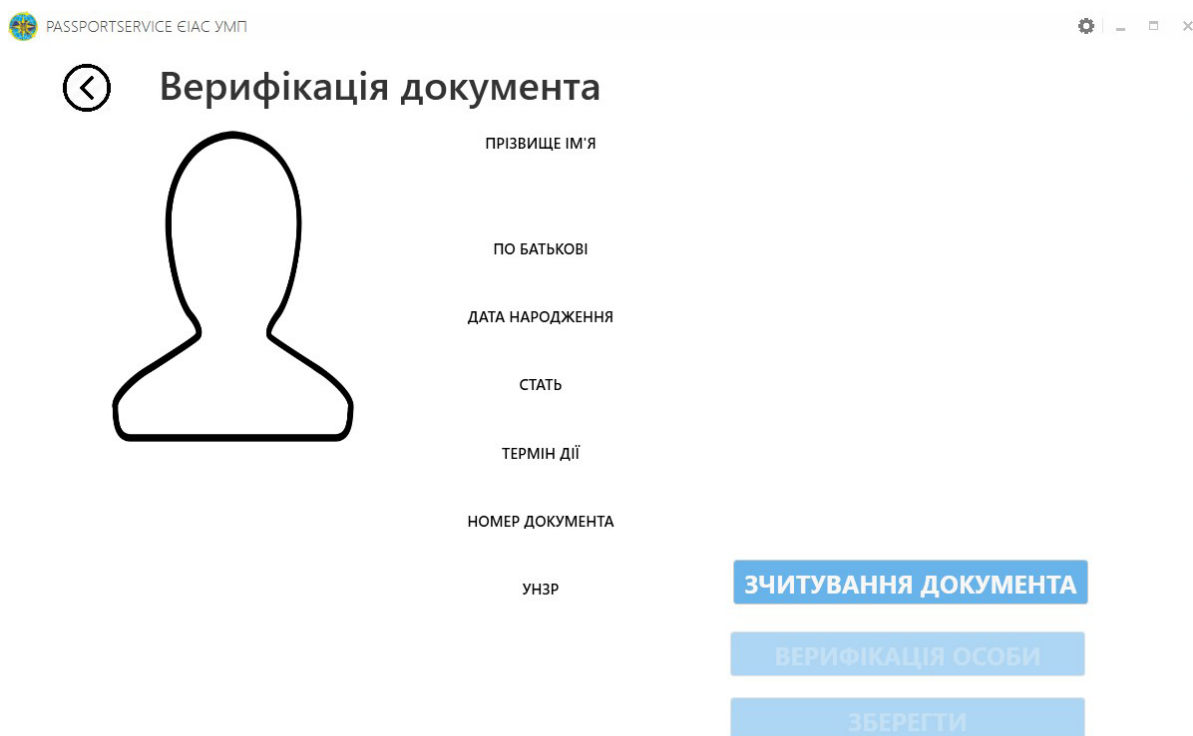 PASSPORTSERVICE ЄІАС УМП
Верифікація документа
ПРІЗВИЩЕ ІМ'Я
ПО БАТЬКОВІ
ДАТА НАРОДЖЕННЯ
СТАТЬ
ТЕРМІН ДІЇ
НОМЕР ДОКУМЕНТА
УНЗР
ЗЧИТУВАННЯ ДОКУМЕНТА
ВЕРИФІКАЦІЯ ОСОБИ
ЗБЕРЕГТИ